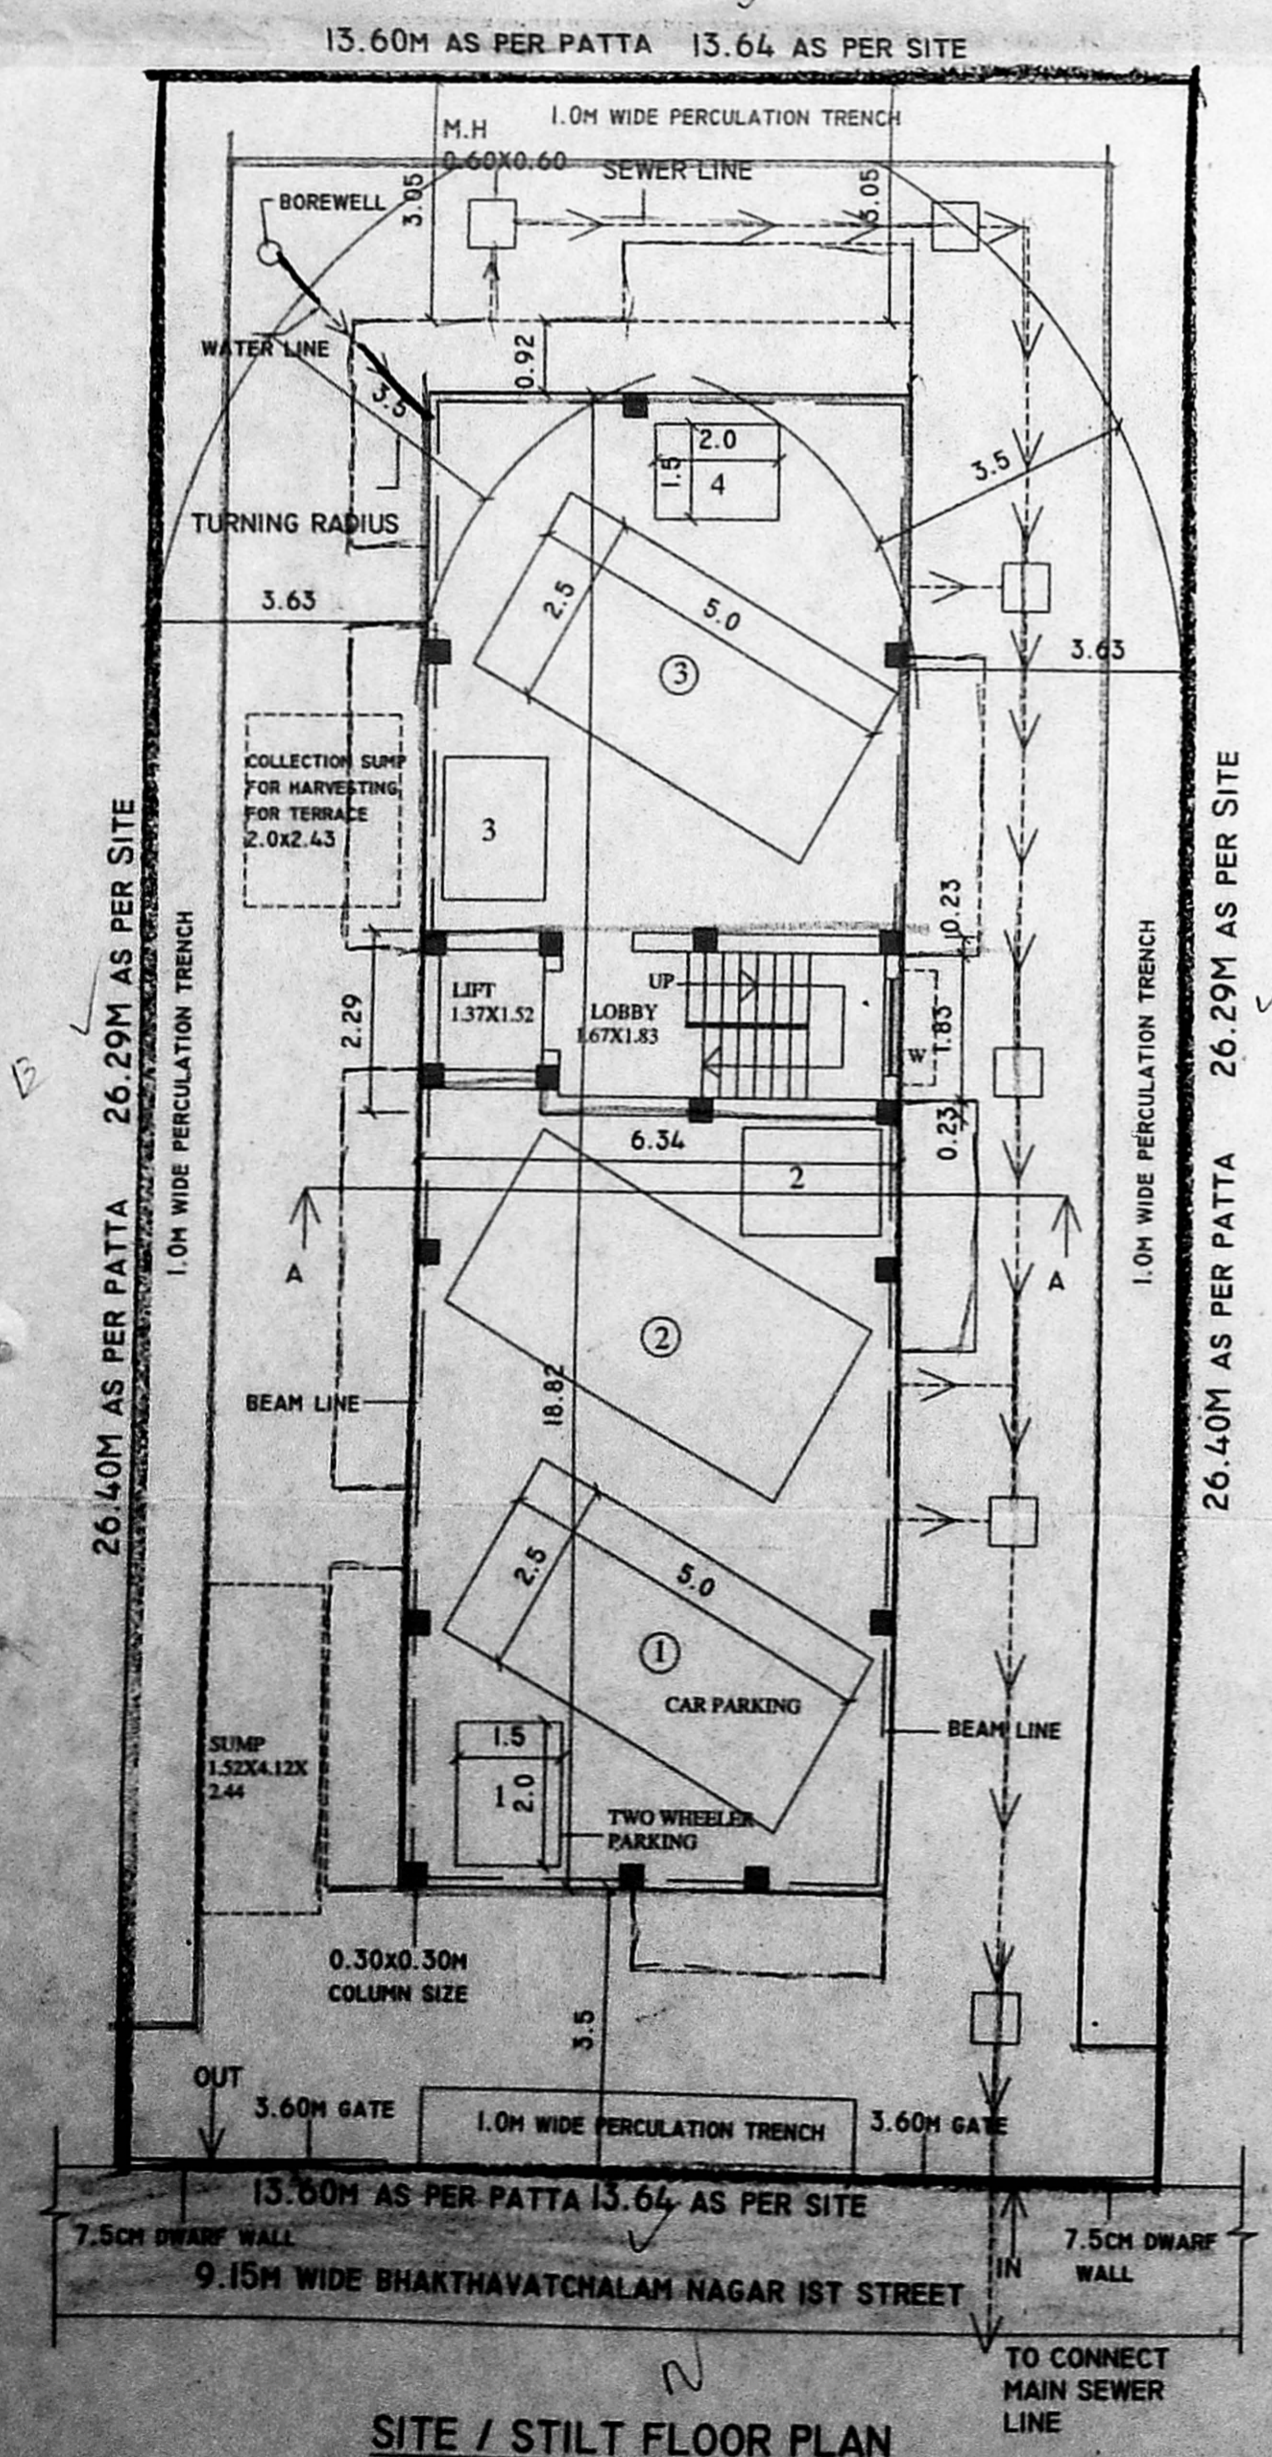 13.60M AS PER PATTA 13.64 AS PER SITE
1.0M WIDE PERCULATION TRENCH
M.H
0.60X0.60
SEWER LINE
BOREWELL
3.05
3.05
WATER LINE
0.92
3.5
2.0
1.5
4
3.5
TURNING RADIUS
2.5
5.0
3.63
3
3.63
COLLECTION SUMP
FOR HARVESTING
FOR TERRACE
2.0X2.43
3
26.40M AS PER PATTA 26.29M AS PER SITE
1.0M WIDE PERCULATION TRENCH
0.23
2.29
LIFT
1.37X1.52
UP
LOBBY
1.67X1.83
W
1.83
0.23
1.0M WIDE PERCULATION TRENCH
26.40M AS PER PATTA 26.29M AS PER SITE
6.34
2
A
A
2
18.82
BEAM LINE
2.5
5.0
1
CAR PARKING
BEAM LINE
SUMP
1.52X4.12X
2.44
1.5
1
2.0
TWO WHEELER
PARKING
0.30X0.30M
COLUMN SIZE
3.5
OUT
3.60M GATE
1.0M WIDE PERCULATION TRENCH
3.60M GATE
13.60M AS PER PATTA 13.64 AS PER SITE
7.5CM DWARF WALL
7.5CM DWARF
WALL
IN
9.15M WIDE BHAKTHAVATCHALAM NAGAR IST STREET
TO CONNECT
MAIN SEWER
LINE
SITE / STILT FLOOR PLAN